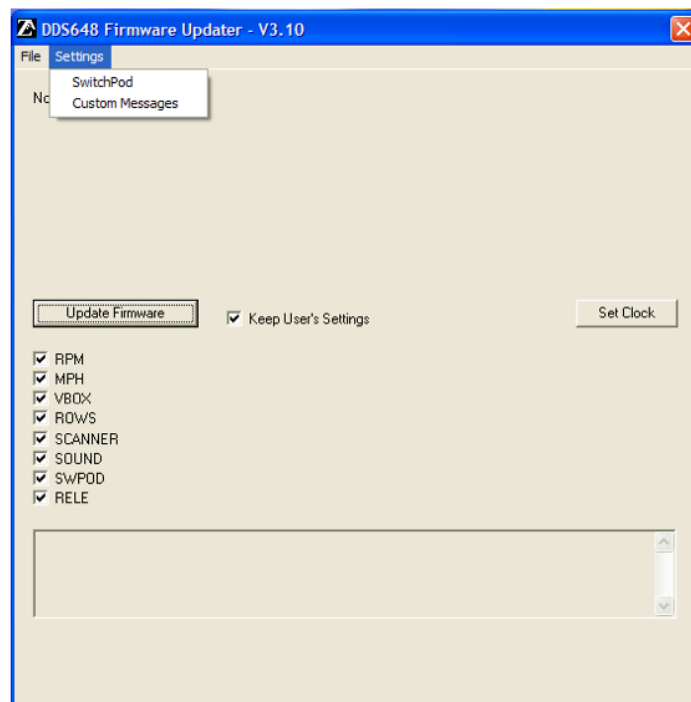 DDS648 Firmware Updater - V3.10
File Settings
SwitchPod
Custom Messages
Update Firmware Keep User's Settings Set Clock
RPM
MPH
VBOX
ROWS
SCANNER
SOUND
SWPOD
RELE